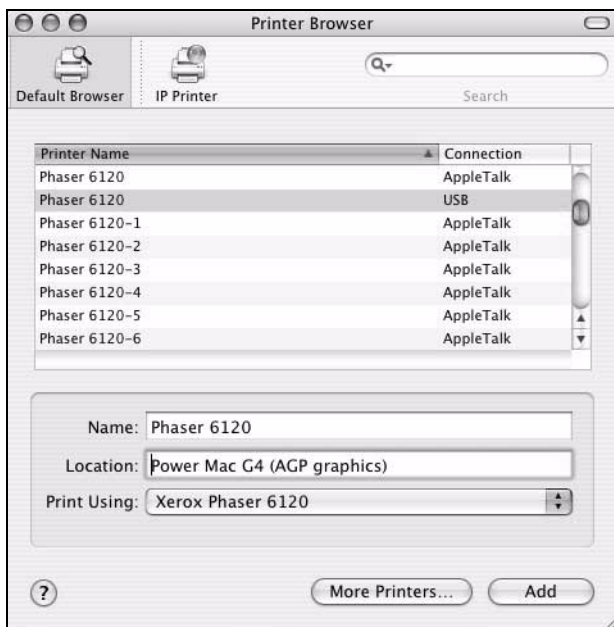 Printer Browser
Default Browser IP Printer Search
Printer Name Connection
Phaser 6120 AppleTalk
Phaser 6120 USB
Phaser 6120-1 AppleTalk
Phaser 6120-2 AppleTalk
Phaser 6120-3 AppleTalk
Phaser 6120-4 AppleTalk
Phaser 6120-5 AppleTalk
Phaser 6120-6 AppleTalk
Name: Phaser 6120
Location: Power Mac G4 (AGP graphics)
Print Using: Xerox Phaser 6120
? More Printers... Add